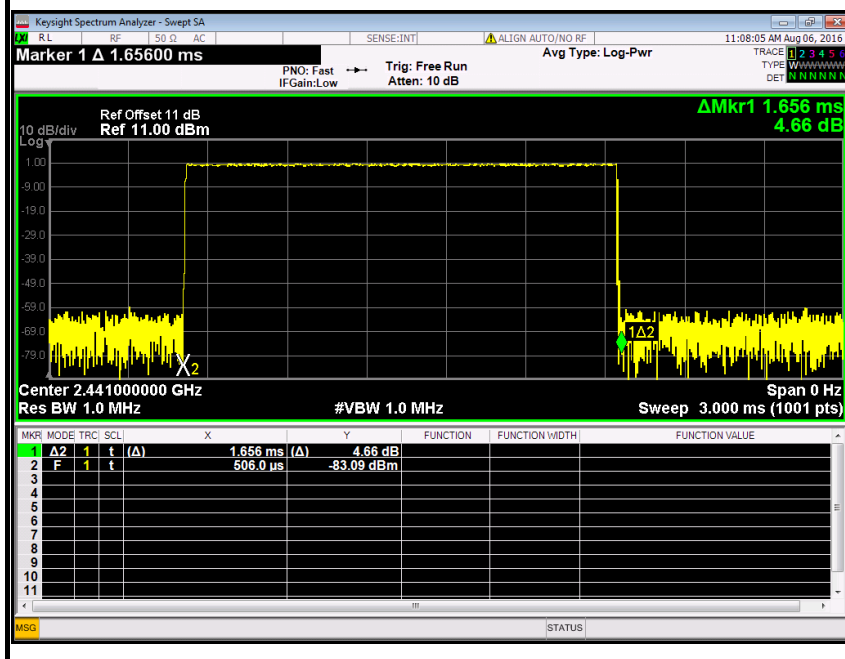 Keysight Spectrum Analyzer - Swept SA
LXI RL RF 50 Ω AC SENSE:INT ALIGN AUTO/NO RF 11:08:05 AM Aug 06, 2016
Marker 1 Δ 1.65600 ms
PNO: Fast
IFGain:Low
Trig: Free Run
Atten: 10 dB
Avg Type: Log-Pwr
TRACE 1 2 3 4 5 6
TYPE WWWWWW
DET N N N N N N
ΔMkr1 1.656 ms
4.66 dB
Ref Offset 11 dB
10 dB/div Ref 11.00 dBm
Log
1.00
-9.00
-19.0
-29.0
-39.0
-49.0
-59.0
-69.0
-79.0
1Δ2
X2
Center 2.441000000 GHz Span 0 Hz
Res BW 1.0 MHz #VBW 1.0 MHz Sweep 3.000 ms (1001 pts)
MKR MODE TRC SCL X Y FUNCTION FUNCTION WIDTH FUNCTION VALUE
1 Δ2 1 t (Δ) 1.656 ms (Δ) 4.66 dB
2 F 1 t 506.0 µs -83.09 dBm
3
4
5
6
7
8
9
10
11
MSG STATUS